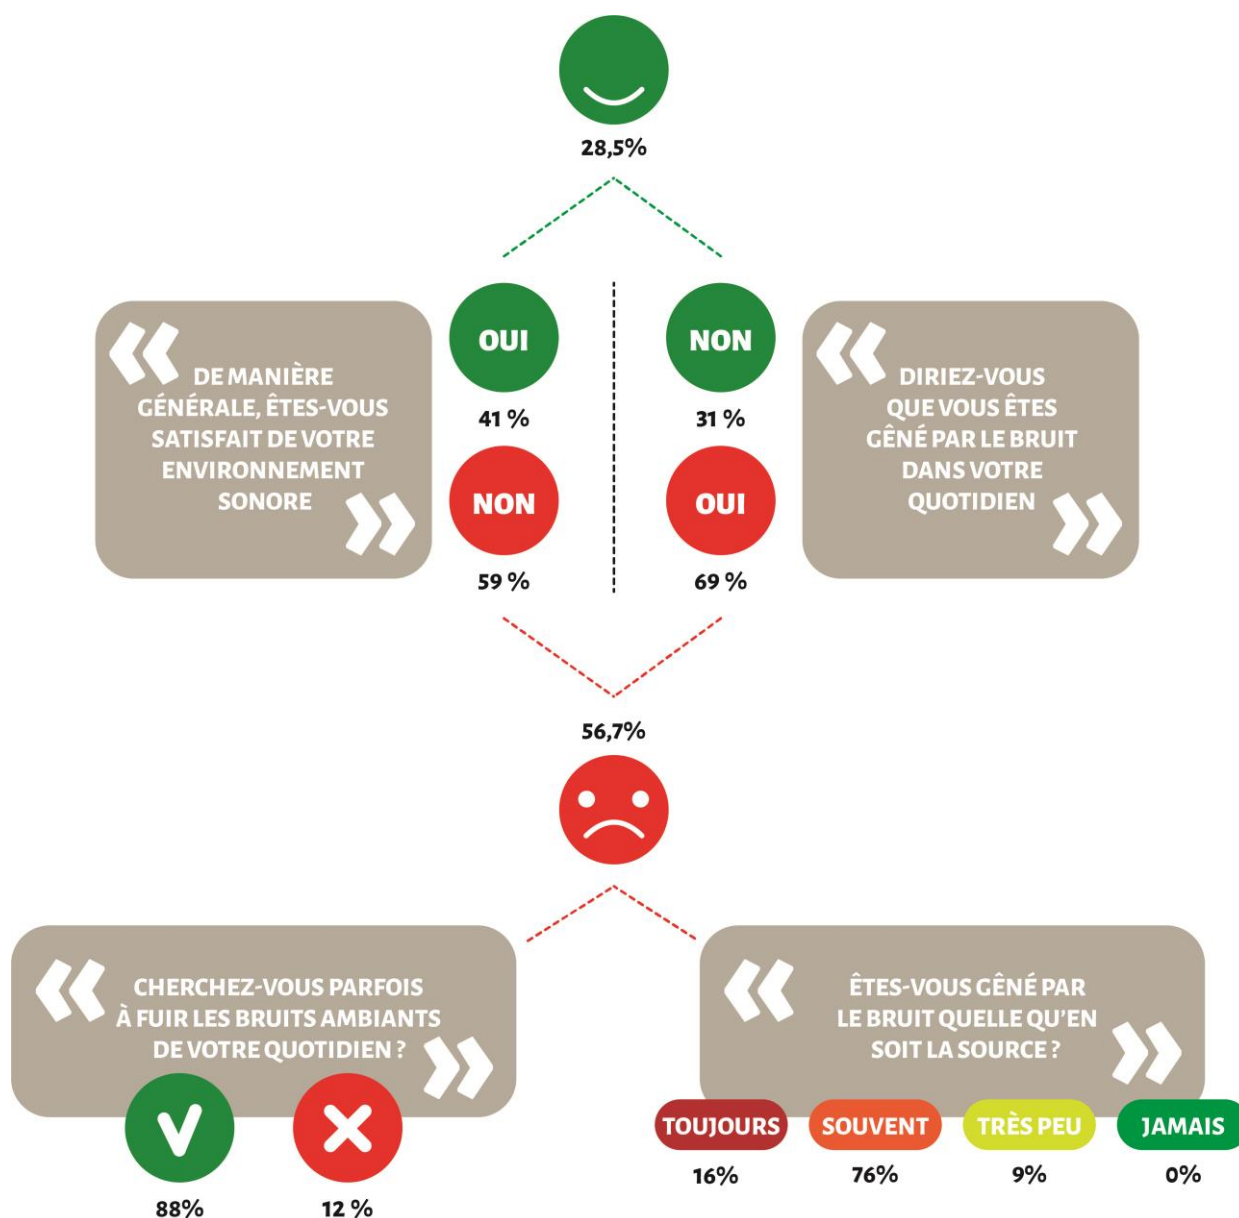 28,5%
DE MANIÈRE
GÉNÉRALE, ÊTES-VOUS
SATISFAIT DE VOTRE
ENVIRONNEMENT
SONORE
OUI
41 %
NON
59 %
NON
31 %
OUI
69 %
DIRIEZ-VOUS
QUE VOUS ÊTES
GÊNÉ PAR LE BRUIT
DANS VOTRE
QUOTIDIEN
56,7%
CHERCHEZ-VOUS PARFOIS
À FUIR LES BRUITS AMBIANTS
DE VOTRE QUOTIDIEN ?
88%
12 %
ÊTES-VOUS GÊNÉ PAR
LE BRUIT QUELLE QU'EN
SOIT LA SOURCE ?
TOUJOURS
SOUVENT
TRÈS PEU
JAMAIS
16%
76%
9%
0%